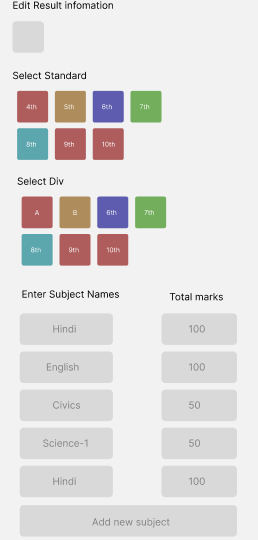 Edit Result infomation
Select Standard
4th 5th 6th 7th
8th 9th 10th
Select Div
A B 6th 7th
8th 9th 10th
Enter Subject Names Total marks
Hindi 100
English 100
Civics 50
Science-1 50
Hindi 100
Add new subject